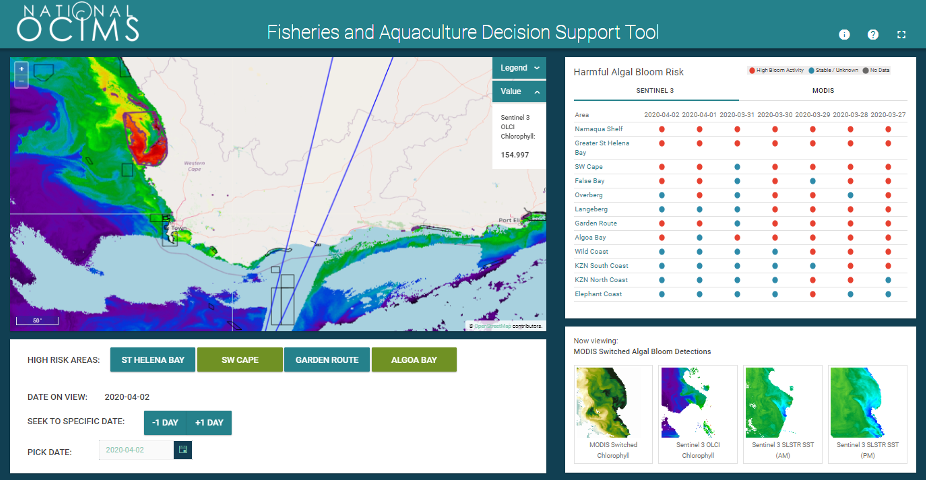 NATIONAL
OCIMS
Fisheries and Aquaculture Decision Support Tool
+
−
Western
Cape
Legend
Value
Sentinel 3
OLCI
Chlorophyll:
154.997
50°
© OpenStreetMap contributors.
HIGH RISK AREAS:
ST HELENA BAY
SW CAPE
GARDEN ROUTE
ALGOA BAY
DATE ON VIEW: 2020-04-02
SEEK TO SPECIFIC DATE:
-1 DAY
+1 DAY
PICK DATE:
2020-04-02
Harmful Algal Bloom Risk
High Bloom Activity
Stable / Unknown
No Data
SENTINEL 3
MODIS
Area 2020-04-02 2020-04-01 2020-03-31 2020-03-30 2020-03-29 2020-03-28 2020-03-27
Namaqua Shelf
Greater St Helena
Bay
SW Cape
False Bay
Overberg
Langeberg
Garden Route
Algoa Bay
Wild Coast
KZN South Coast
KZN North Coast
Elephant Coast
Now viewing:
MODIS Switched Algal Bloom Detections
MODIS Switched
Chlorophyll
Sentinel 3 OLCI
Chlorophyll
Sentinel 3 SLSTR SST
(AM)
Sentinel 3 SLSTR SST
(PM)